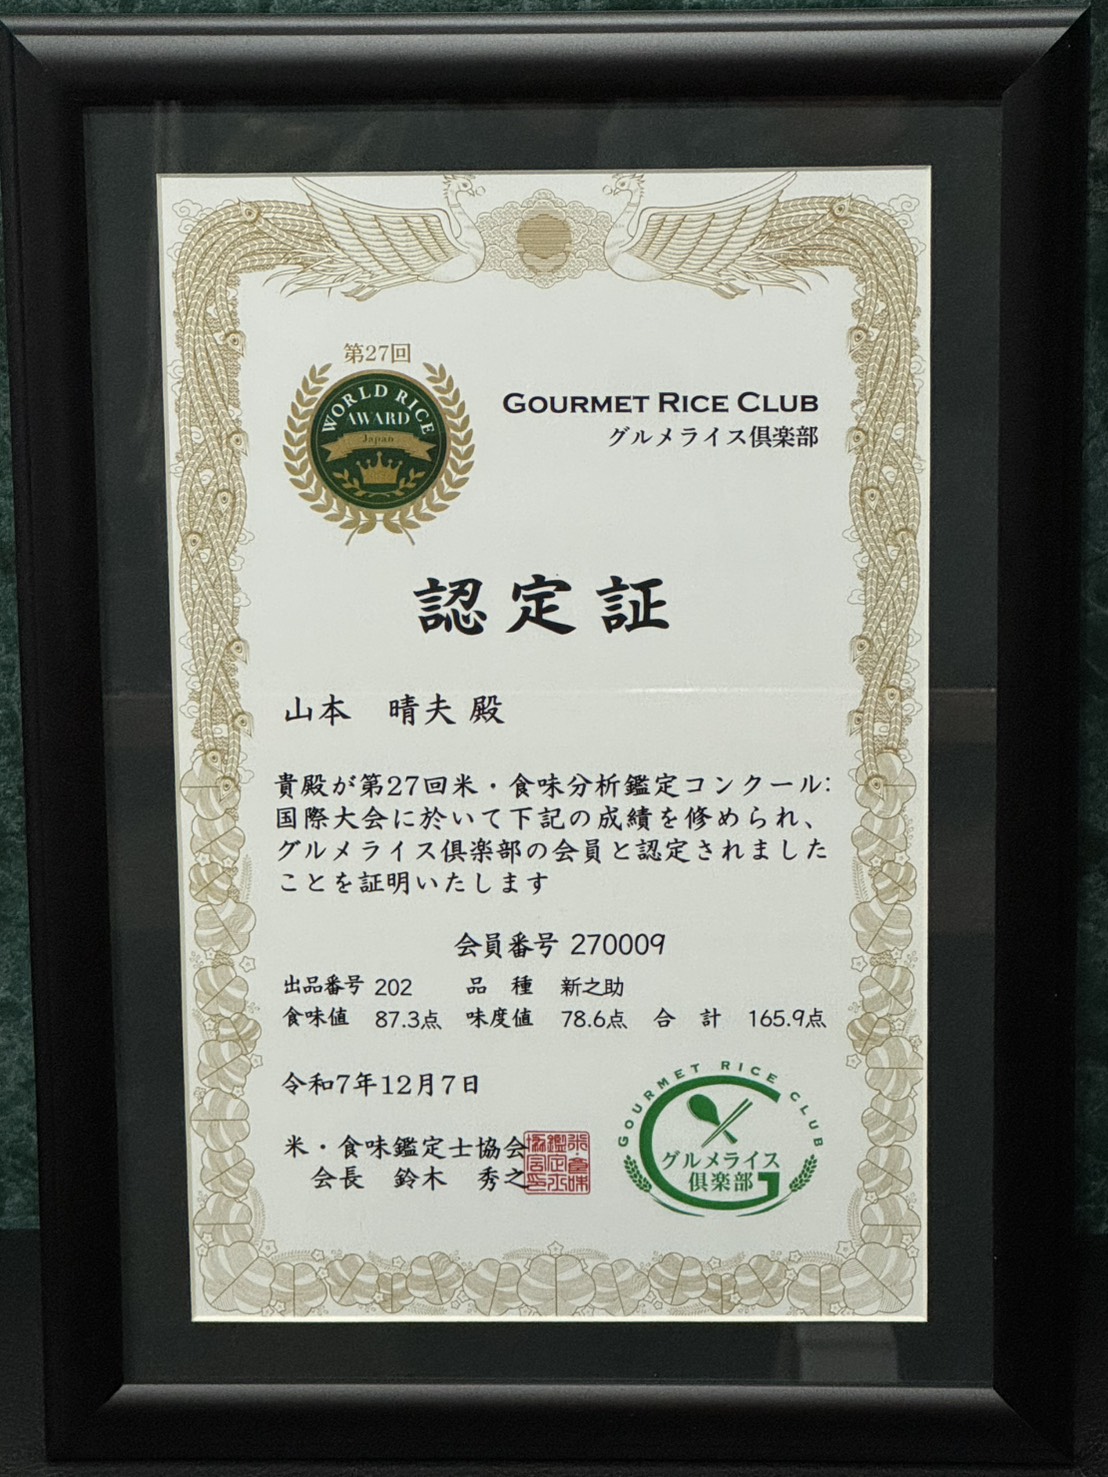 第27回
WORLD RICE
AWARD
Japan
GOURMET RICE CLUB
グルメライス倶楽部
認定証
山本　晴夫 殿
貴殿が第27回米・食味分析鑑定コンクール:
国際大会に於いて下記の成績を修められ、
グルメライス倶楽部の会員と認定されました
ことを証明いたします
会員番号 270009
出品番号 202　品　種　新之助
食味値　87.3点　味度値　78.6点　合　計　165.9点
令和7年12月7日
米・食味鑑定士協会
会長　鈴木　秀之
GOURMET RICE CLUB
グルメライス
倶楽部